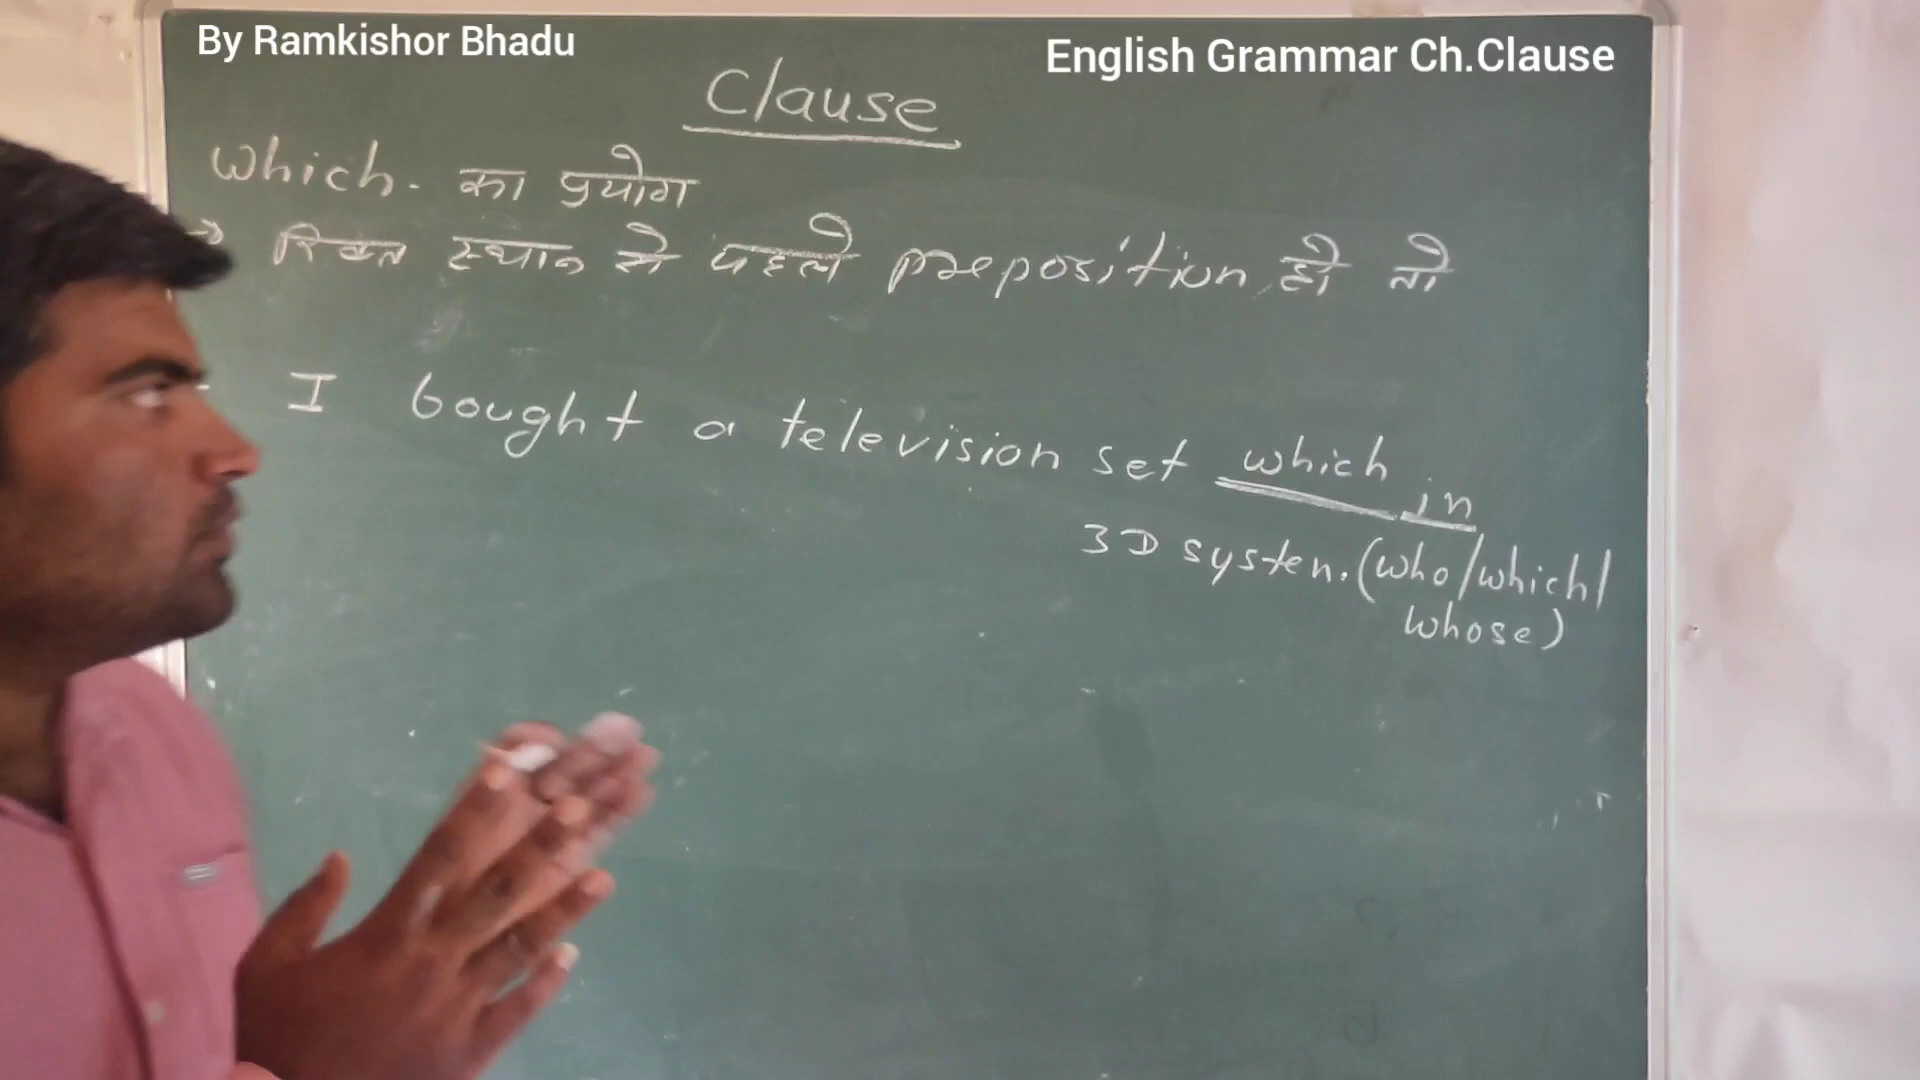 By Ramkishor Bhadu
English Grammar Ch.Clause
Clause
which - का प्रयोग
→ रिक्त स्थान से पहले preposition हो तो
I bought a television set which in
3D systen. (who/which/
whose)